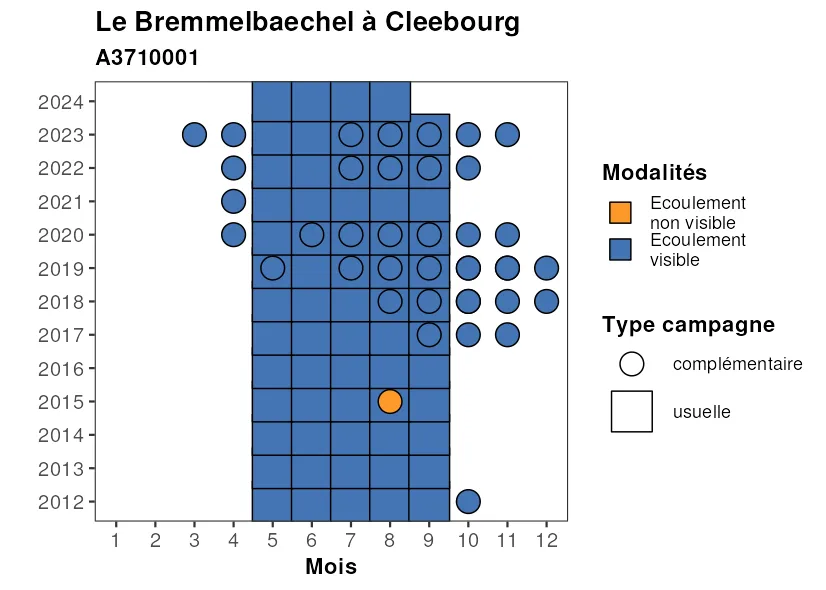 Le Bremmelbaechel à Cleebourg
A3710001
2024
2023
2022
2021
2020
2019
2018
2017
2016
2015
2014
2013
2012
1 2 3 4 5 6 7 8 9 10 11 12
Mois
Modalités
Ecoulement
non visible
Ecoulement
visible
Type campagne
complémentaire
usuelle